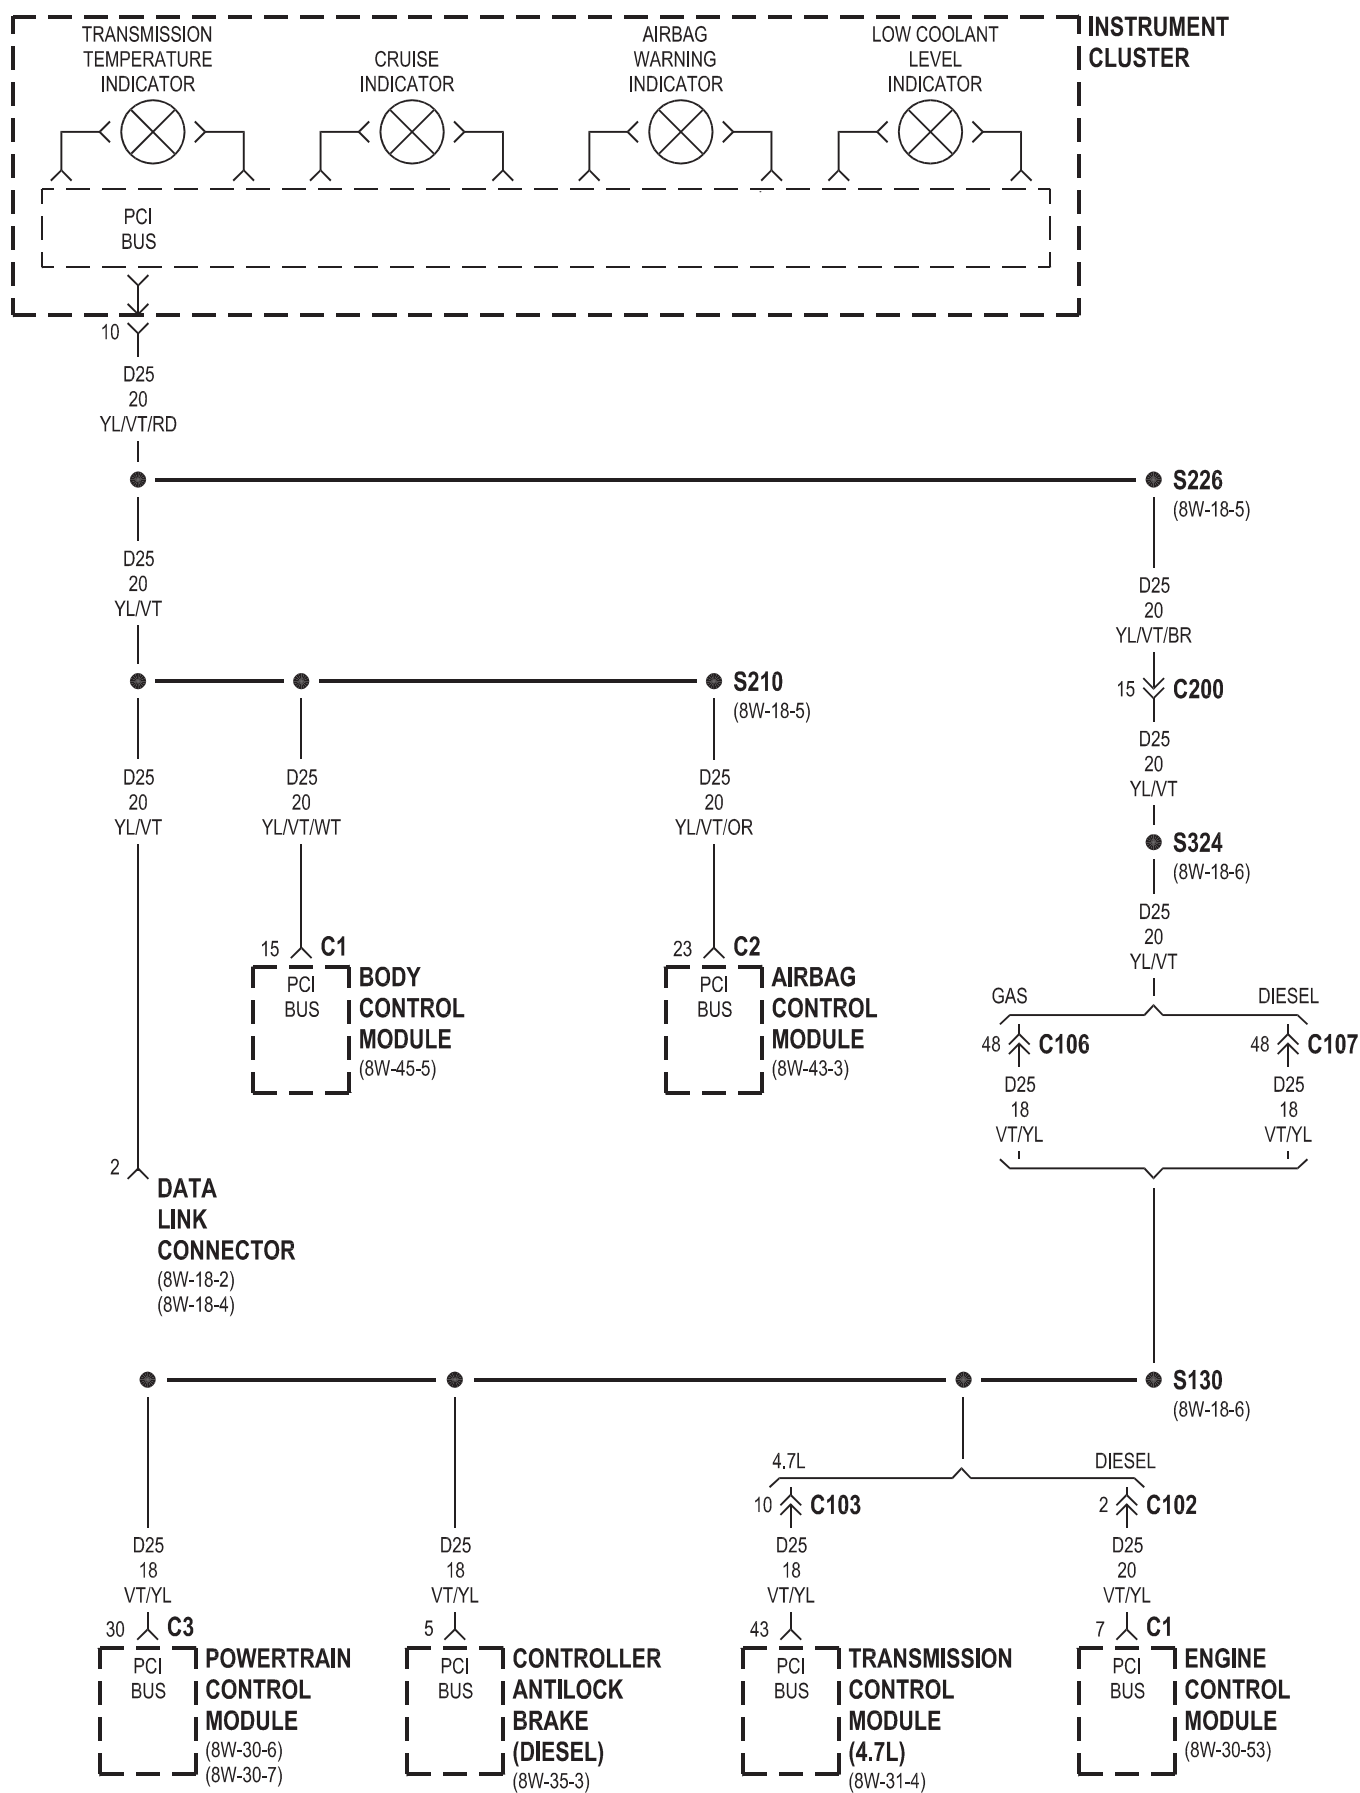 INSTRUMENT
CLUSTER
TRANSMISSION
TEMPERATURE
INDICATOR
CRUISE
INDICATOR
AIRBAG
WARNING
INDICATOR
LOW COOLANT
LEVEL
INDICATOR
PCI
BUS
10
D25
20
YL/VT/RD
S226
(8W-18-5)
D25
20
YL/VT
D25
20
YL/VT/BR
S210
(8W-18-5)
15
C200
D25
20
YL/VT
D25
20
YL/VT/WT
D25
20
YL/VT/OR
D25
20
YL/VT
S324
(8W-18-6)
D25
20
YL/VT
15
C1
PCI
BUS
BODY
CONTROL
MODULE
(8W-45-5)
23
C2
PCI
BUS
AIRBAG
CONTROL
MODULE
(8W-43-3)
GAS
DIESEL
48
C106
48
C107
D25
18
VT/YL
D25
18
VT/YL
2
DATA
LINK
CONNECTOR
(8W-18-2)
(8W-18-4)
S130
(8W-18-6)
4.7L
DIESEL
10
C103
2
C102
D25
18
VT/YL
D25
18
VT/YL
D25
18
VT/YL
D25
20
VT/YL
30
C3
PCI
BUS
POWERTRAIN
CONTROL
MODULE
(8W-30-6)
(8W-30-7)
5
PCI
BUS
CONTROLLER
ANTILOCK
BRAKE
(DIESEL)
(8W-35-3)
43
PCI
BUS
TRANSMISSION
CONTROL
MODULE
(4.7L)
(8W-31-4)
7
C1
PCI
BUS
ENGINE
CONTROL
MODULE
(8W-30-53)